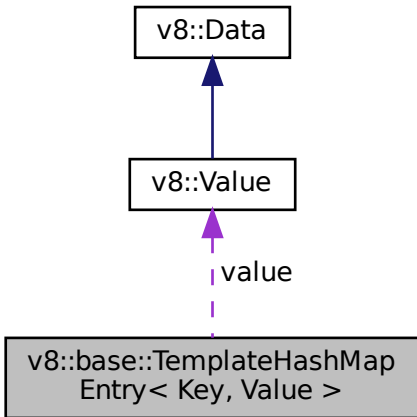 v8::Data
v8::Value
value
v8::base::TemplateHashMap
Entry< Key, Value >